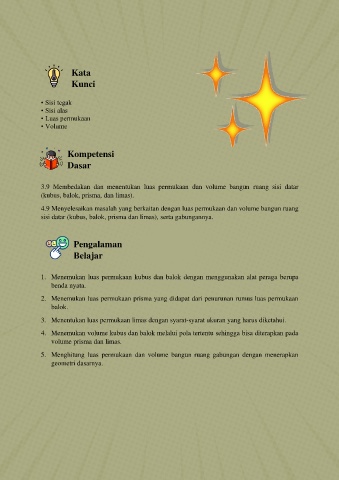 Kata
Kunci
• Sisi tegak
• Sisi alas
• Luas permukaan
• Volume
Kompetensi
Dasar
3.9 Membedakan dan menentukan luas permukaan dan volume bangun ruang sisi datar
(kubus, balok, prisma, dan limas).
4.9 Menyelesaikan masalah yang berkaitan dengan luas permukaan dan volume bangun ruang
sisi datar (kubus, balok, prisma dan limas), serta gabungannya.
Pengalaman
Belajar
1. Menemukan luas permukaan kubus dan balok dengan menggunakan alat peraga berupa
benda nyata.
2. Menemukan luas permukaan prisma yang didapat dari penurunan rumus luas permukaan
balok.
3. Menentukan luas permukaan limas dengan syarat-syarat ukuran yang harus diketahui.
4. Menemukan volume kubus dan balok melalui pola tertentu sehingga bisa diterapkan pada
volume prisma dan limas.
5. Menghitung luas permukaan dan volume bangun ruang gabungan dengan menerapkan
geometri dasarnya.